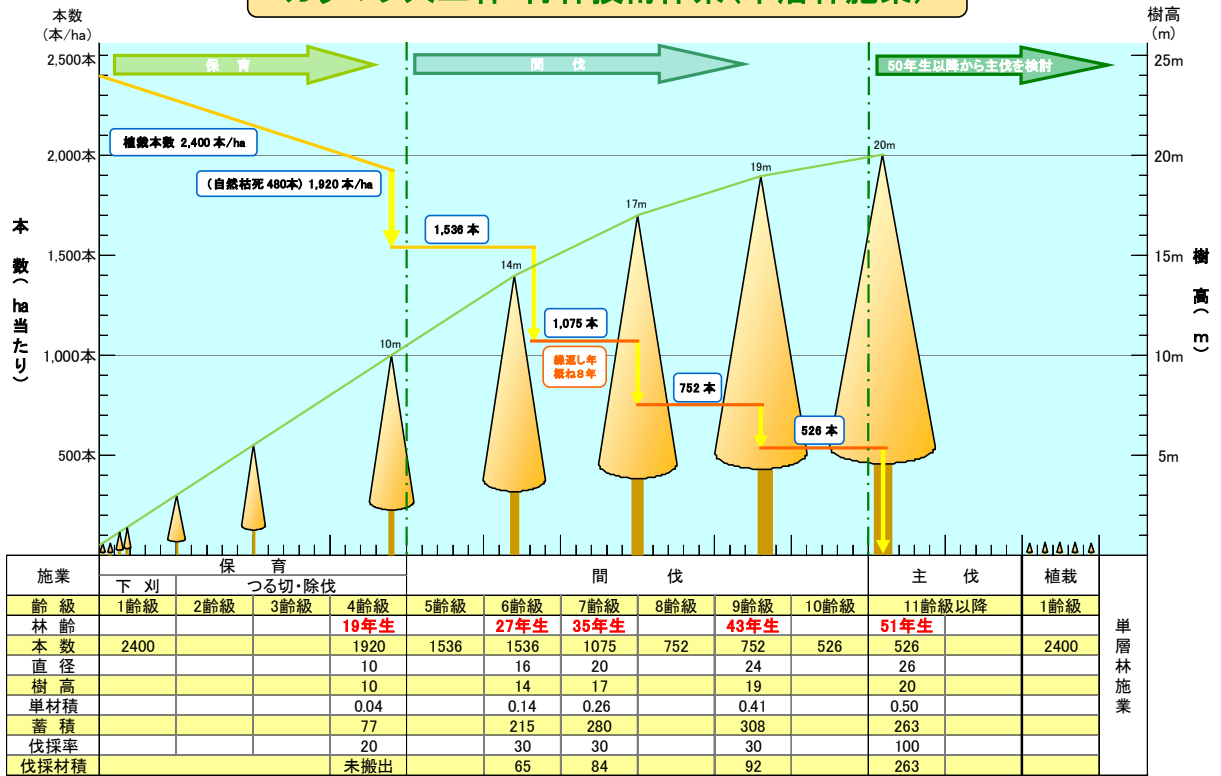 本数
(本/ha)
樹高
(m)
2,500本
2,000本
1,500本
1,000本
500本
25m
20m
15m
10m
5m
本数（ha当たり）
樹高（m）
保 育
間 伐
50年生以降から主伐を検討
植栽本数 2,400 本/ha
(自然枯死 480本) 1,920 本/ha
1,536 本
1,075 本
繰返し年
概ね8年
752 本
526 本
10m
14m
17m
19m
20m
施業 保 育 間 伐 主 伐 植栽
下 刈 つる切・除伐
齢 級 1齢級 2齢級 3齢級 4齢級 5齢級 6齢級 7齢級 8齢級 9齢級 10齢級 11齢級以降 1齢級
林 齢 19年生 27年生 35年生 43年生 51年生
本 数 2400 1920 1536 1536 1075 752 752 526 526 2400
直 径 10 16 20 24 26
樹 高 10 14 17 19 20
単材積 0.04 0.14 0.26 0.41 0.50
蓄 積 77 215 280 308 263
伐採率 20 30 30 30 100
伐採材積 未搬出 65 84 92 263
単層林施業